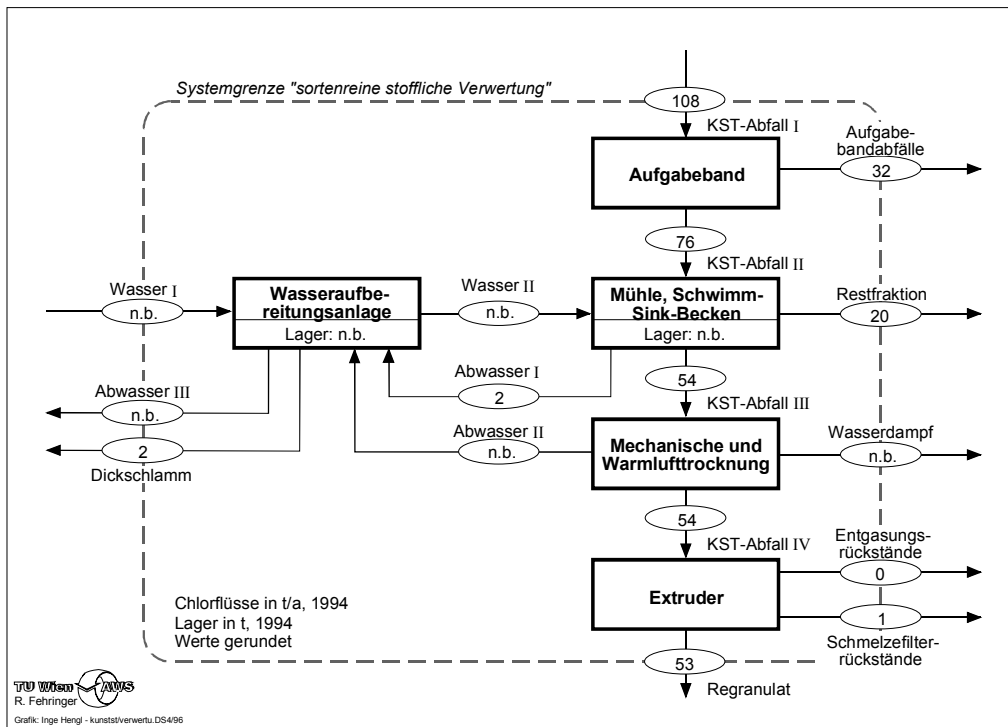 Systemgrenze "sortenreine stoffliche Verwertung"
108
KST-Abfall I
Aufgabe-
bandabfälle
Aufgabeband
32
76
KST-Abfall II
Wasser I
n.b.
Wasseraufbe-
reitungsanlage
Lager: n.b.
Wasser II
n.b.
Mühle, Schwimm-
Sink-Becken
Lager: n.b.
Restfraktion
20
Abwasser I
2
54
KST-Abfall III
Abwasser III
n.b.
2
Dickschlamm
Abwasser II
n.b.
Mechanische und
Warmlufttrocknung
Wasserdampf
n.b.
54
KST-Abfall IV
Entgasungs-
rückstände
0
Extruder
1
Schmelzefilter-
rückstände
53
Regranulat
Chlorflüsse in t/a, 1994
Lager in t, 1994
Werte gerundet
TU Wien AWS
R. Fehringer
Grafik: Inge Hengl - kunstst/verwertu.DS4/96